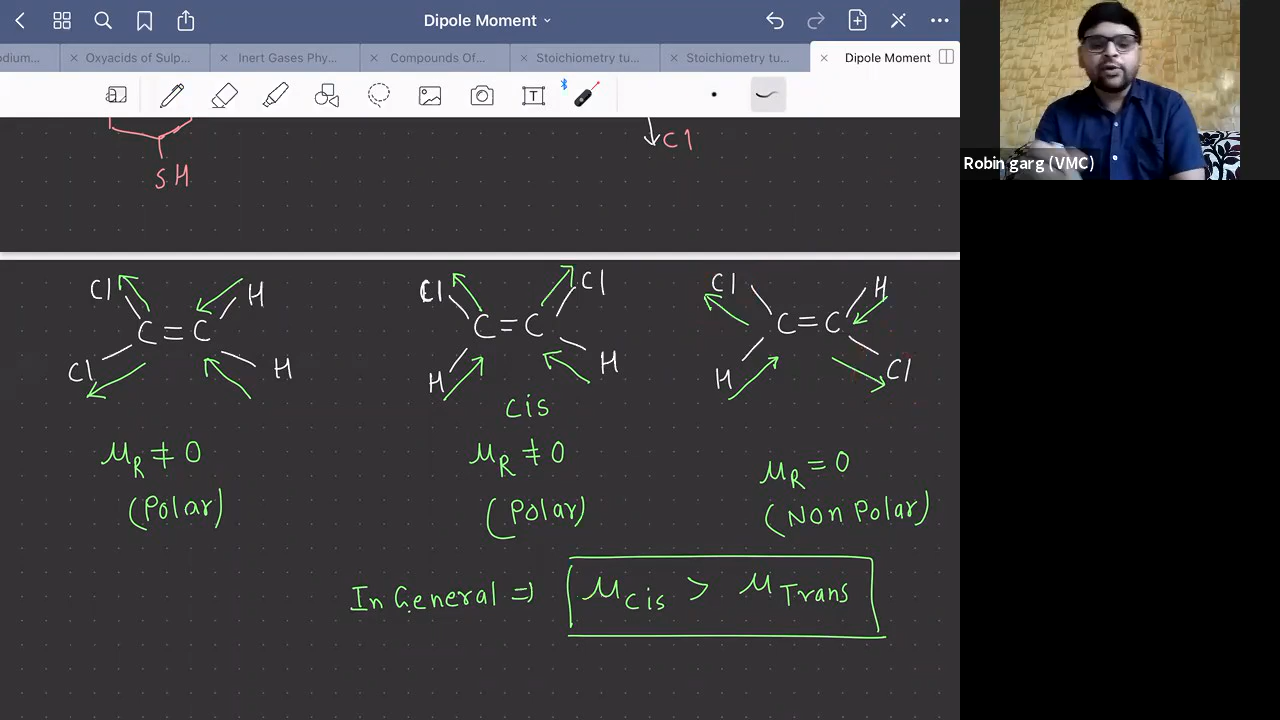 Dipole Moment
odium...
Oxyacids of Sulp...
Inert Gases Phy...
Compounds Of...
Stoichiometry tu...
Stoichiometry tu...
Dipole Moment
T
Robin garg (VMC)
Cl
SH
Cl H
C = C
Cl H
Cl Cl
C = C
H H
Cl H
C = C
H Cl
cis
μR ≠ 0
(Polar)
μR ≠ 0
(Polar)
μR = 0
(Non Polar)
In General ⇒ μCis > μTrans